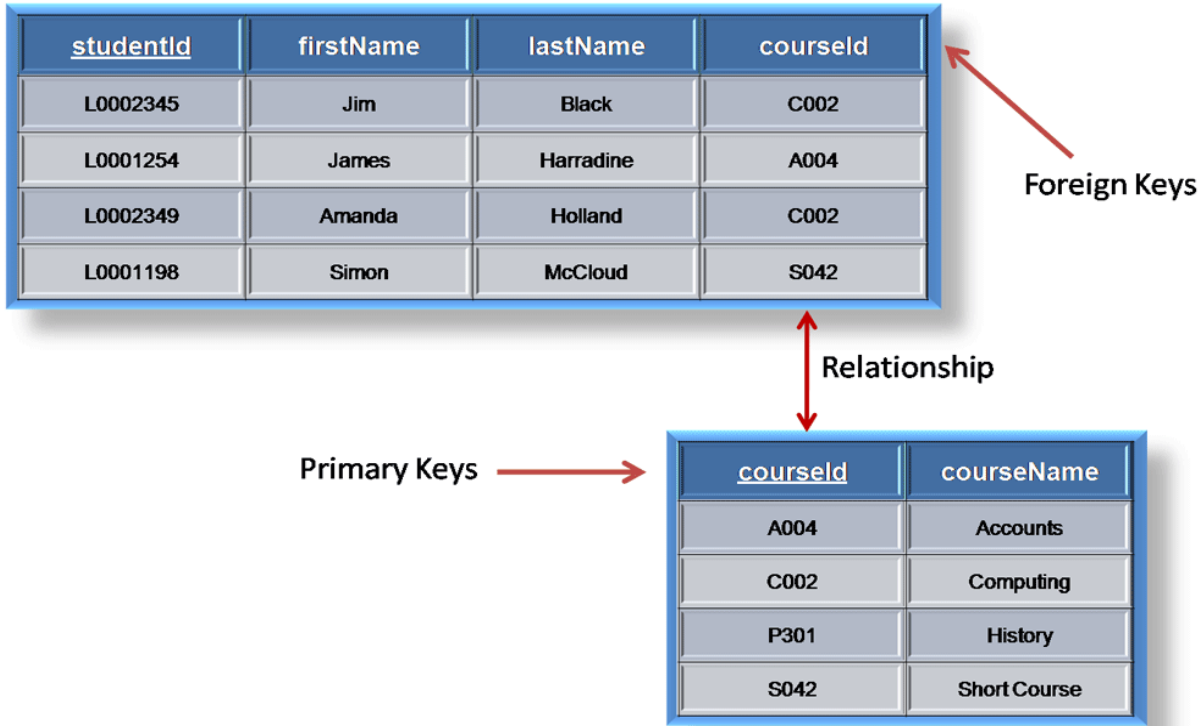 studentId firstName lastName courseId
L0002345 Jim Black C002
L0001254 James Harradine A004
L0002349 Amanda Holland C002
L0001198 Simon McCloud S042
Foreign Keys
Relationship
Primary Keys
courseId courseName
A004 Accounts
C002 Computing
P301 History
S042 Short Course